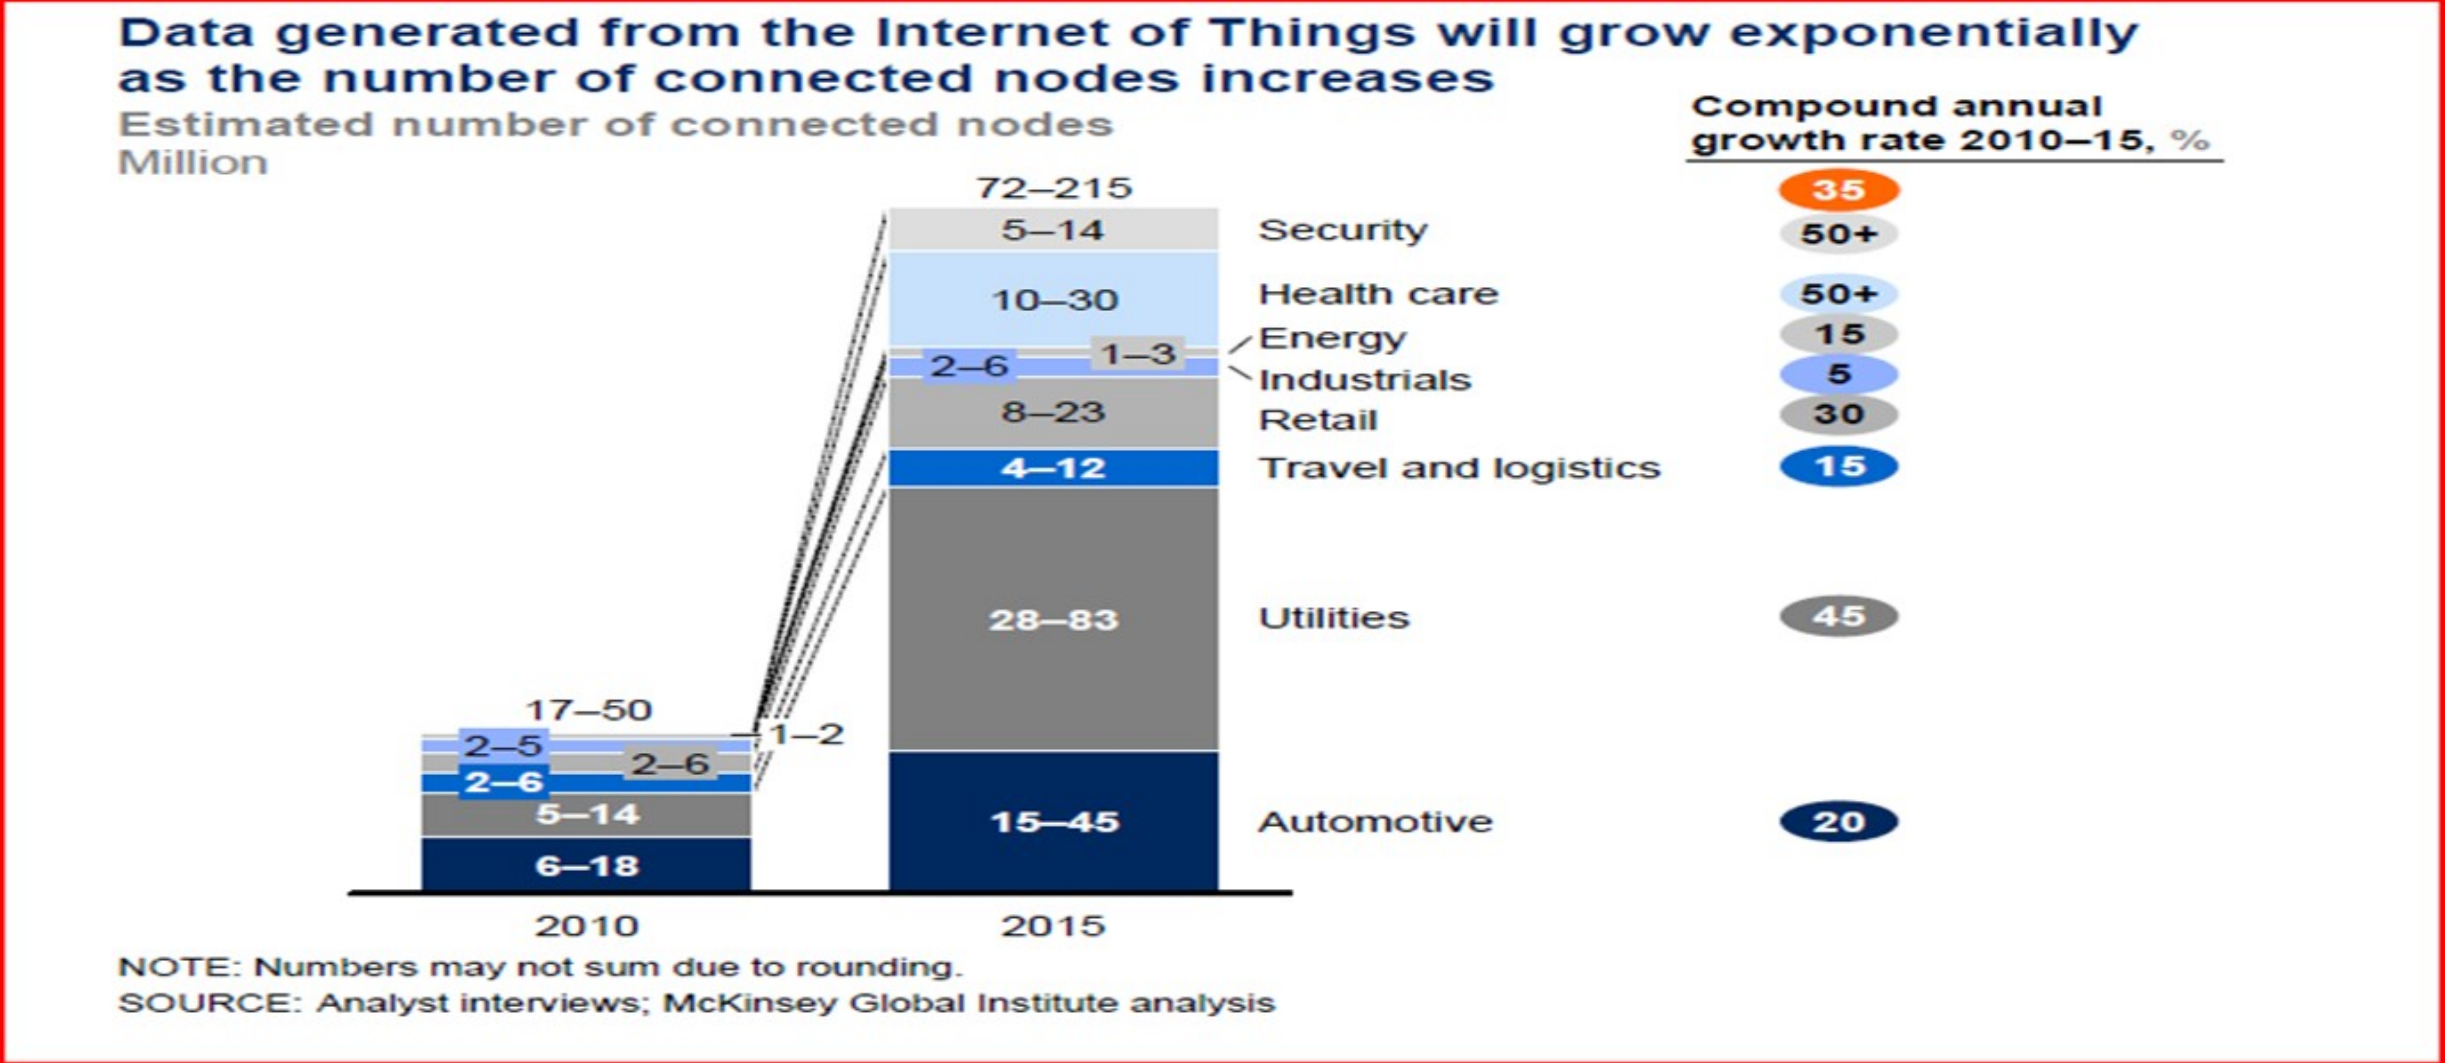 Data generated from the Internet of Things will grow exponentially
as the number of connected nodes increases
Estimated number of connected nodes
Million
Compound annual
growth rate 2010–15, %
72–215
35
5–14
Security
50+
10–30
Health care
50+
1–3
Energy
15
2–6
Industrials
5
8–23
Retail
30
4–12
Travel and logistics
15
28–83
Utilities
45
15–45
Automotive
20
17–50
1–2
2–5
2–6
2–6
5–14
6–18
2010
2015
NOTE: Numbers may not sum due to rounding.
SOURCE: Analyst interviews; McKinsey Global Institute analysis